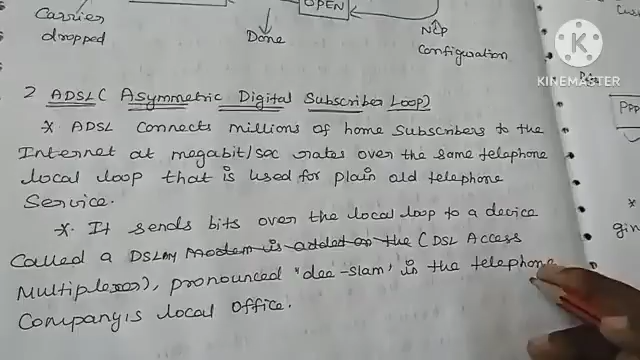 Carrier
dropped
Done
OPEN
NCP
Configuration
KINEMASTER
PPP
2 ADSL( Asymmetric Digital Subscriber Loop)
* ADSL connects millions of home subscribers to the
Internet at megabit/sec rates over the same telephone
local loop that is used for plain old telephone
Service.
* It sends bits over the local loop to a device
Called a DSLAM Modem is added on the (DSL Access
Multiplexer), pronounced "dee-slam" in the telephone
Company's local office.